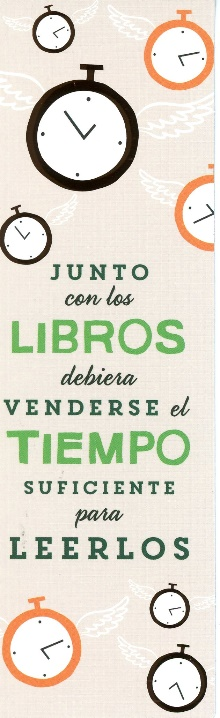 JUNTO
con los
LIBROS
debiera
VENDERSE el
TIEMPO
SUFICIENTE
para
LEERLOS